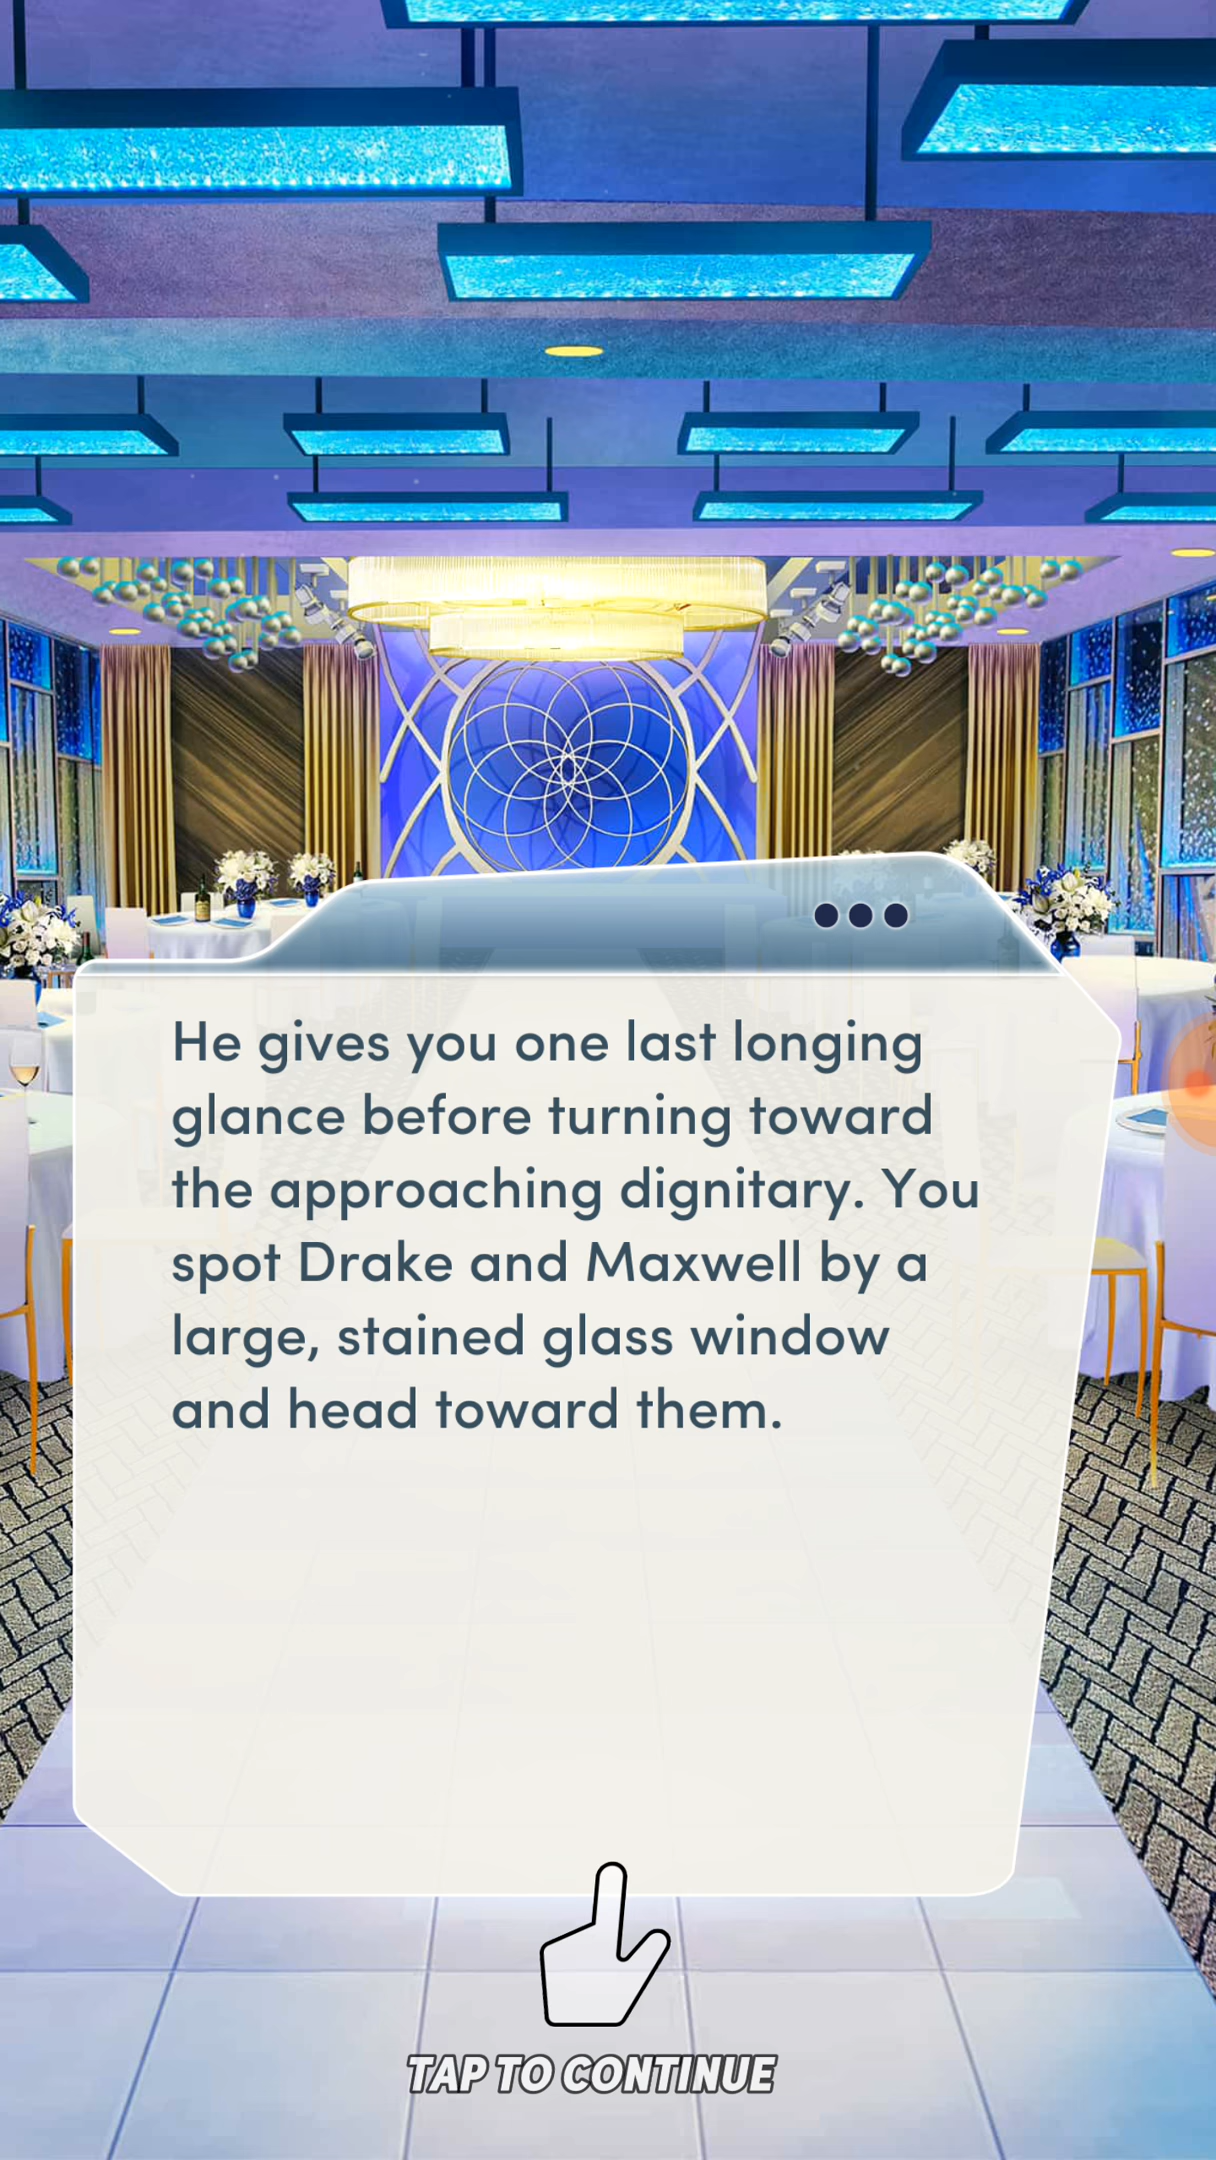 He gives you one last longing
glance before turning toward
the approaching dignitary. You
spot Drake and Maxwell by a
large, stained glass window
and head toward them.
TAP TO CONTINUE